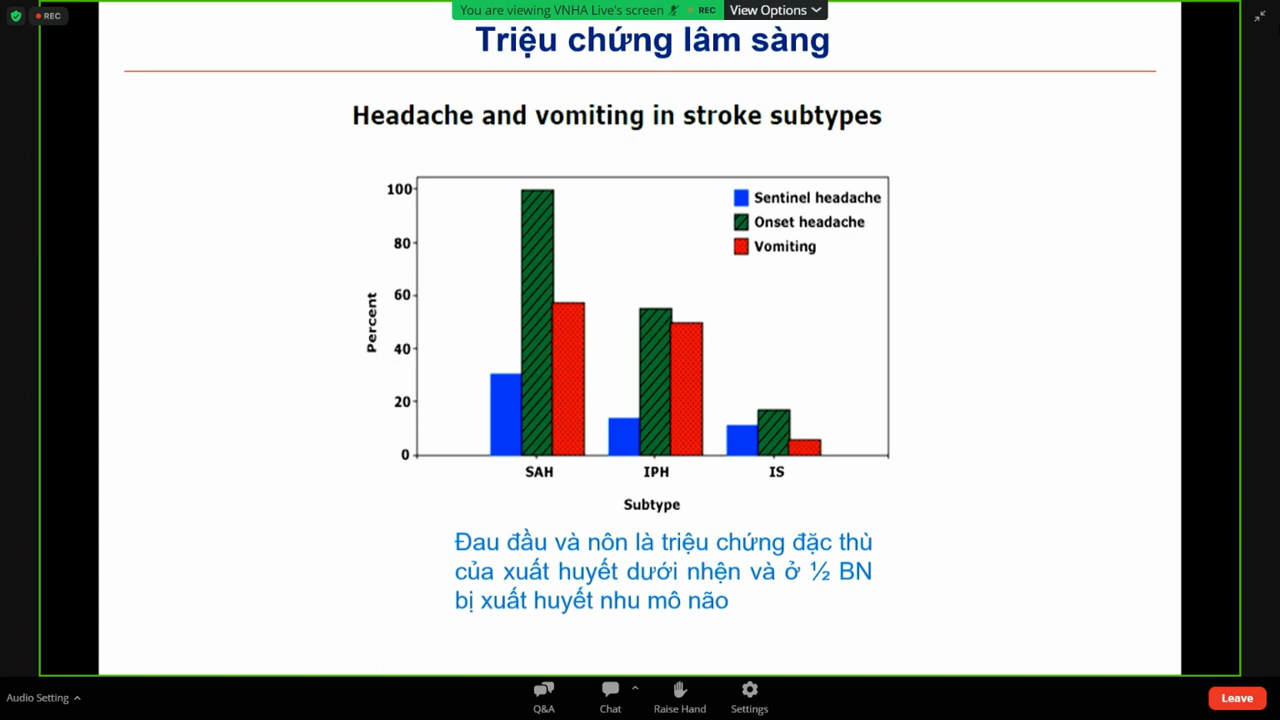 REC
You are viewing VNHA Live's screen
REC
View Options
Triệu chứng lâm sàng
Headache and vomiting in stroke subtypes
100
80
60
40
20
0
Percent
Sentinel headache
Onset headache
Vomiting
SAH
IPH
IS
Subtype
Đau đầu và nôn là triệu chứng đặc thù
của xuất huyết dưới nhện và ở ½ BN
bị xuất huyết nhu mô não
Audio Setting
Q&A
Chat
Raise Hand
Settings
Leave